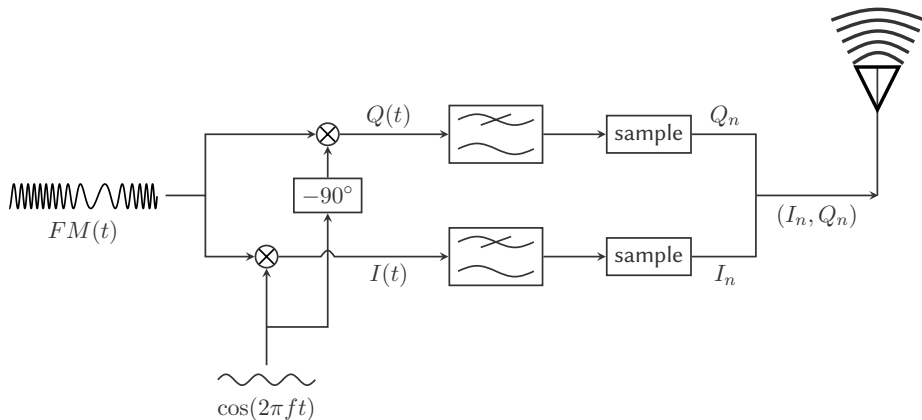 Q(t)
Q_n
sample
−90°
FM(t)
(I_n, Q_n)
I(t)
sample
I_n
cos(2πft)